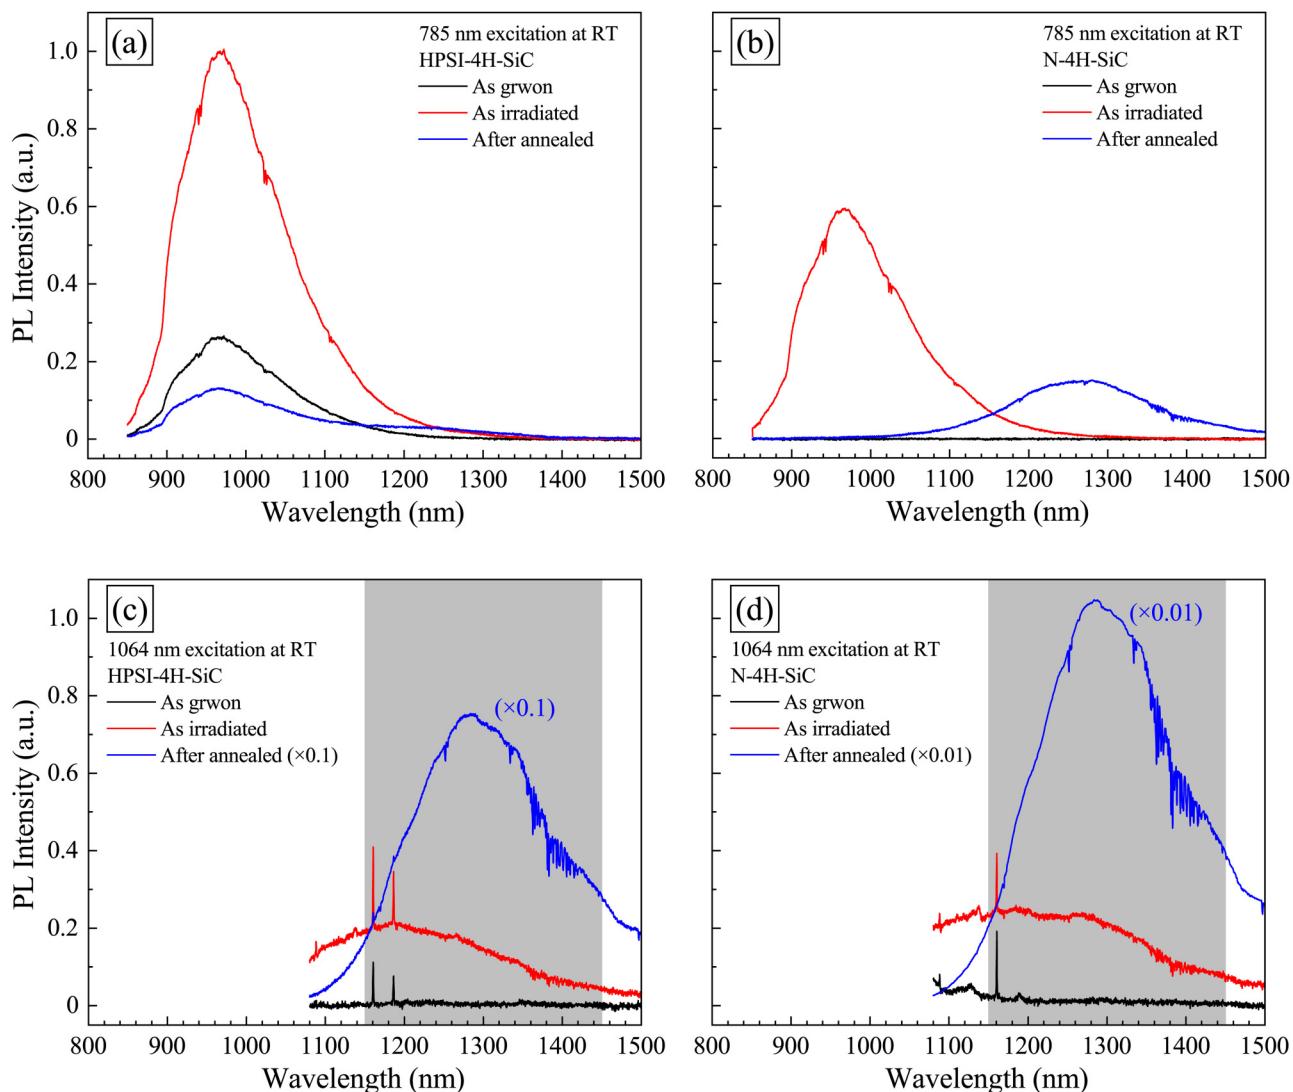 (a)
785 nm excitation at RT
HPSI-4H-SiC
As grwon
As irradiated
After annealed
PL Intensity (a.u.)
1.0
0.8
0.6
0.4
0.2
0
800 900 1000 1100 1200 1300 1400 1500
Wavelength (nm)
(b)
785 nm excitation at RT
N-4H-SiC
As grwon
As irradiated
After annealed
800 900 1000 1100 1200 1300 1400 1500
Wavelength (nm)
(c)
1064 nm excitation at RT
HPSI-4H-SiC
As grwon
As irradiated
After annealed (×0.1)
(×0.1)
PL Intensity (a.u.)
1.0
0.8
0.6
0.4
0.2
0
800 900 1000 1100 1200 1300 1400 1500
Wavelength (nm)
(d)
1064 nm excitation at RT
N-4H-SiC
As grwon
As irradiated
After annealed (×0.01)
(×0.01)
800 900 1000 1100 1200 1300 1400 1500
Wavelength (nm)